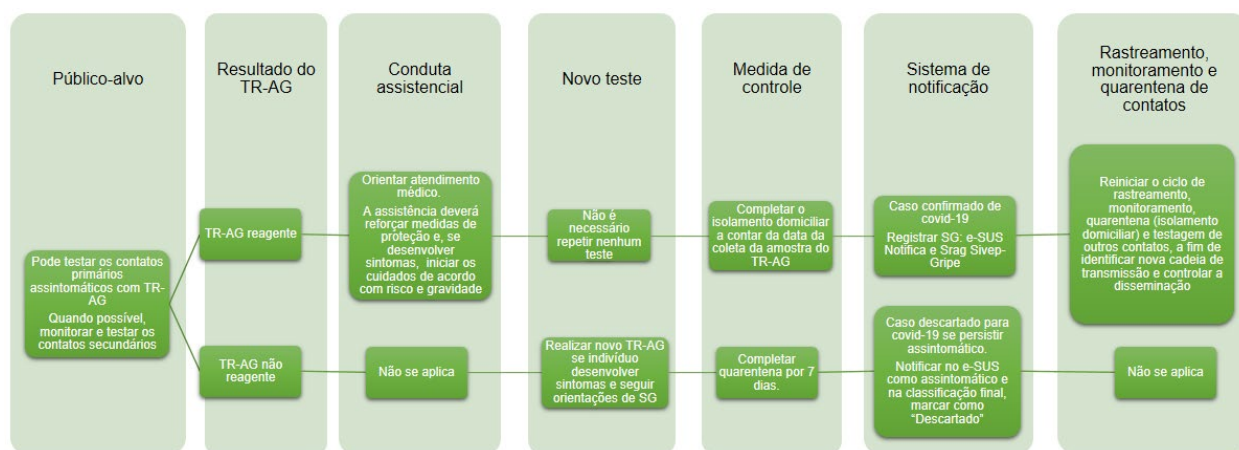 Público-alvo
Resultado do
TR-AG
Conduta
assistencial
Novo teste
Medida de
controle
Sistema de
notificação
Rastreamento,
monitoramento e
quarentena de
contatos
Pode testar os contatos
primários
assintomáticos com TR-
AG
Quando possível,
monitorar e testar os
contatos secundários
TR-AG reagente
Orientar atendimento
médico.
A assistência deverá
reforçar medidas de
proteção e, se
desenvolver
sintomas, iniciar os
cuidados de acordo
com risco e gravidade
Não é
necessário
repetir nenhum
teste
Completar o
isolamento domiciliar
a contar da data da
coleta da amostra do
TR-AG
Caso confirmado de
covid-19
Registrar SG: e-SUS
Notifica e Srag Sivep-
Gripe
Reiniciar o ciclo de
rastreamento,
monitoramento,
quarentena (isolamento
domiciliar) e testagem de
outros contatos, a fim de
identificar nova cadeia de
transmissão e controlar a
disseminação
TR-AG não
reagente
Não se aplica
Realizar novo TR-AG
se indivíduo
desenvolver
sintomas e seguir
orientações de SG
Completar
quarentena por 7
dias.
Caso descartado para
covid-19 se persistir
assintomático.
Notificar no e-SUS
como assintomático e
na classificação final,
marcar como
“Descartado”
Não se aplica